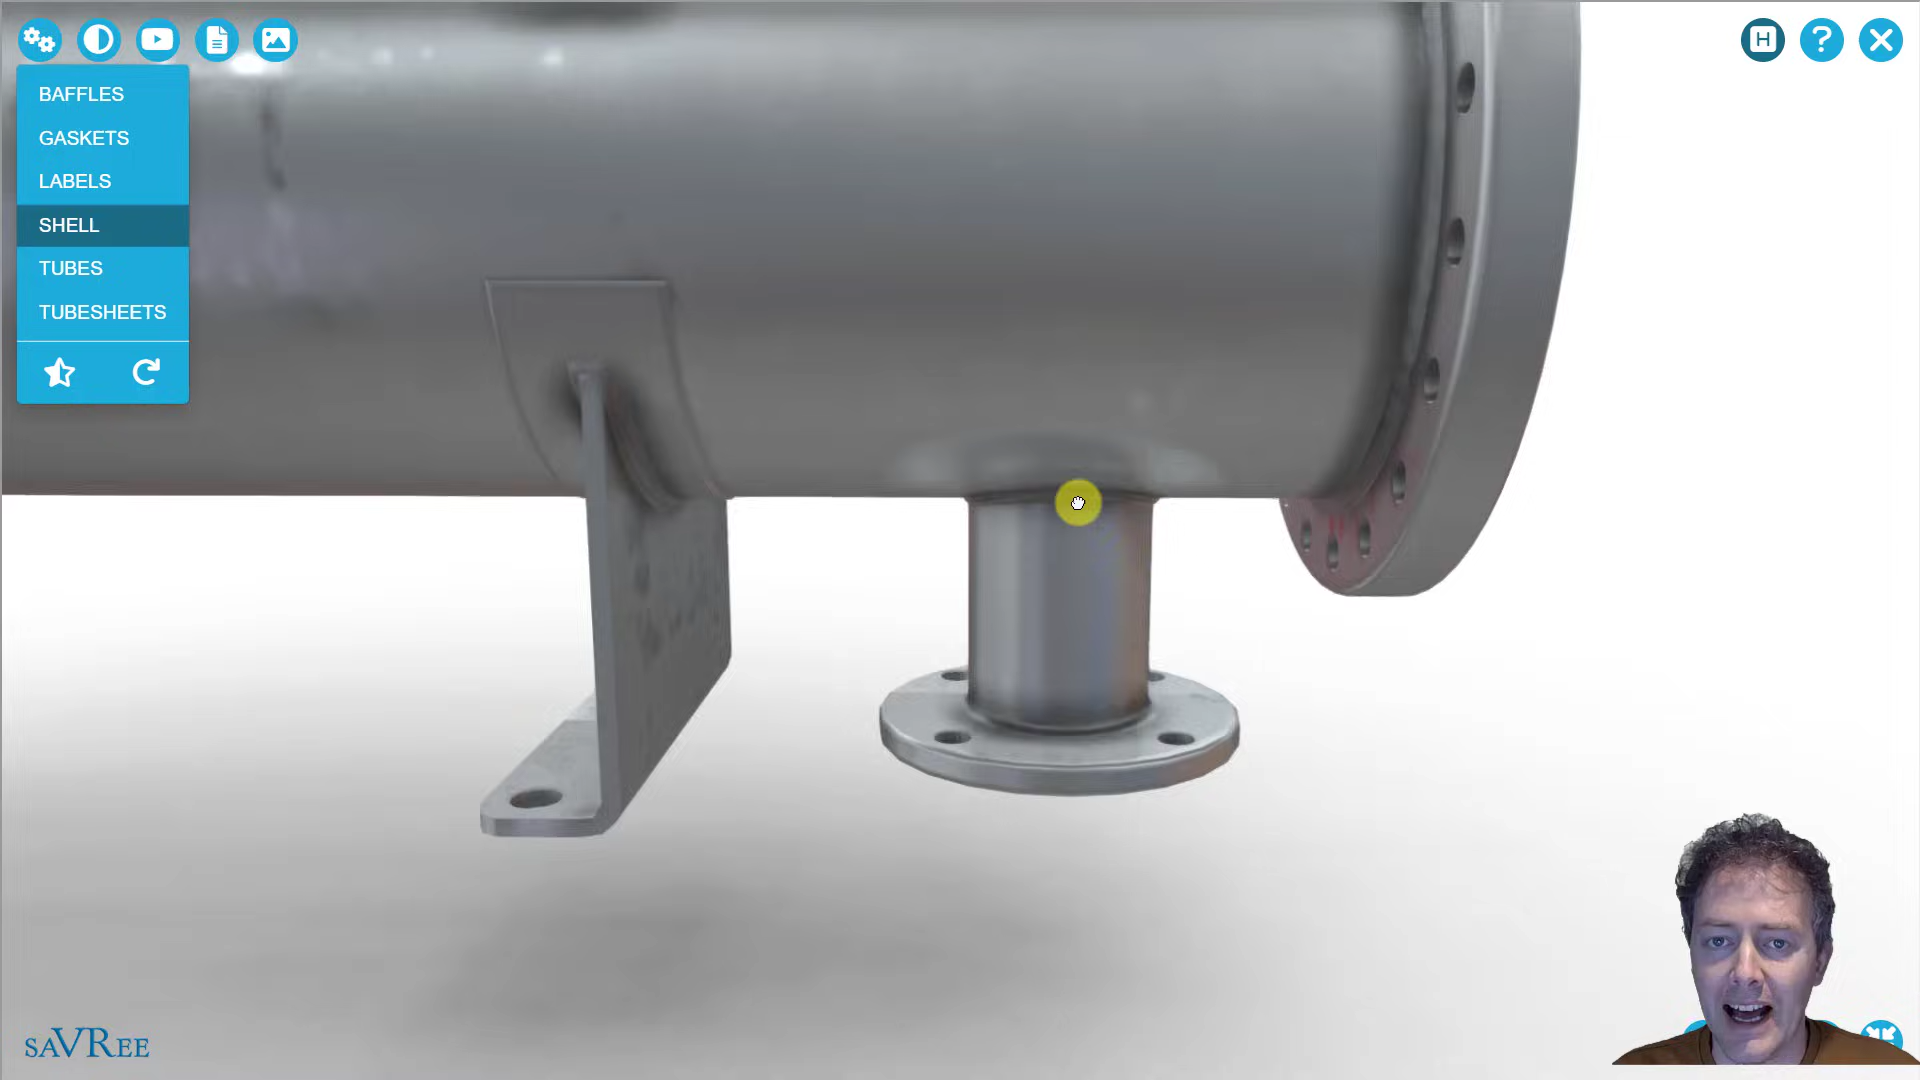 H ?
BAFFLES
GASKETS
LABELS
SHELL
TUBES
TUBESHEETS
saVRee